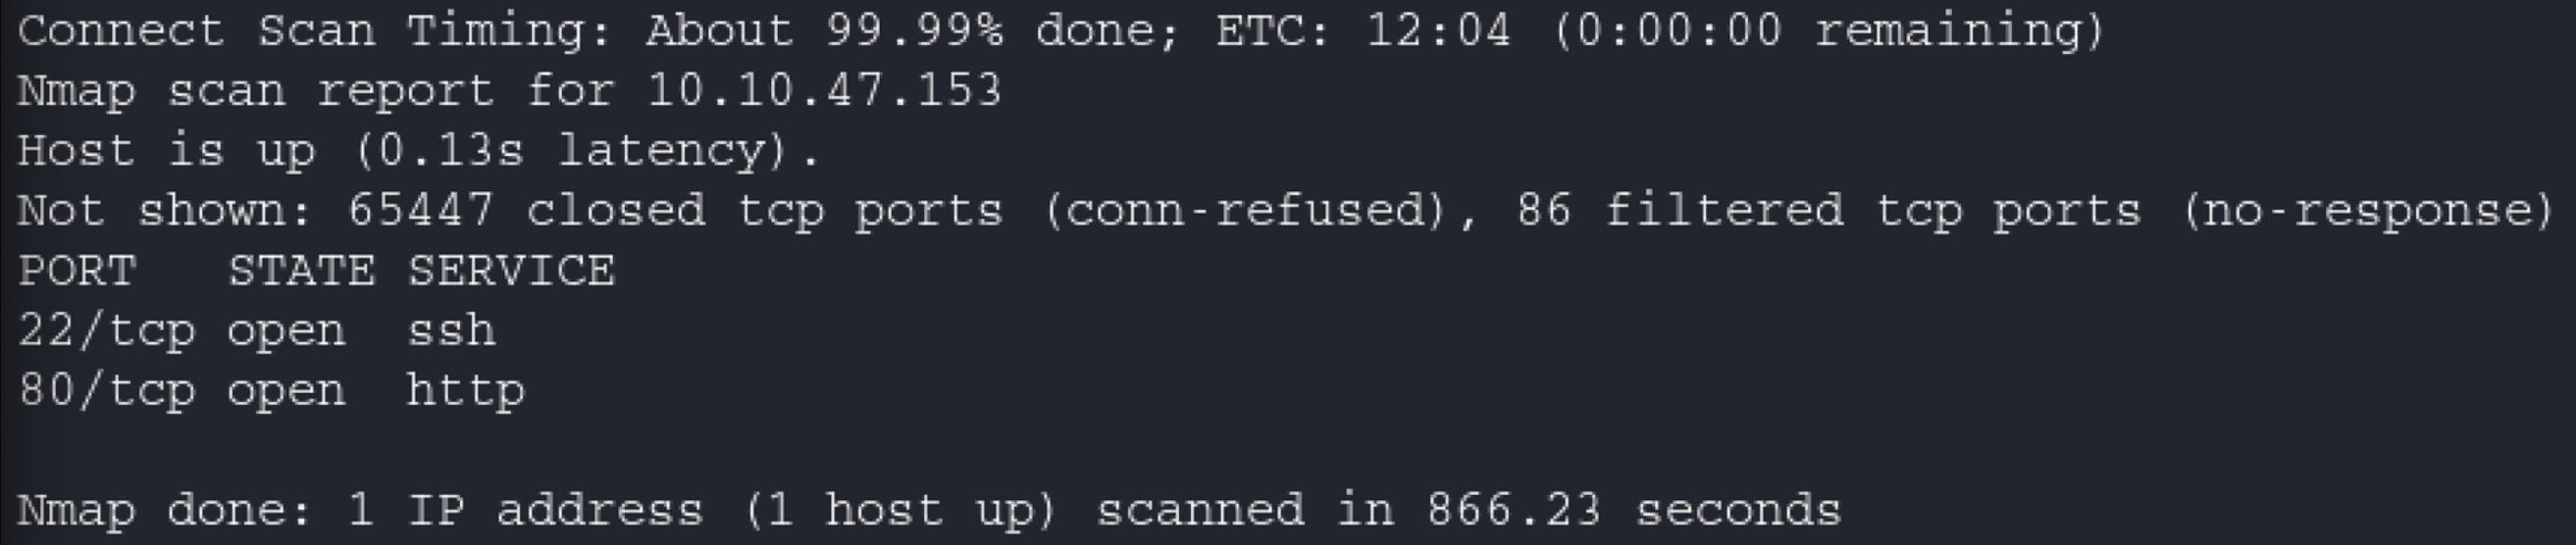 Connect Scan Timing: About 99.99% done; ETC: 12:04 (0:00:00 remaining)
Nmap scan report for 10.10.47.153
Host is up (0.13s latency).
Not shown: 65447 closed tcp ports (conn-refused), 86 filtered tcp ports (no-response)
PORT   STATE SERVICE
22/tcp open  ssh
80/tcp open  http

Nmap done: 1 IP address (1 host up) scanned in 866.23 seconds